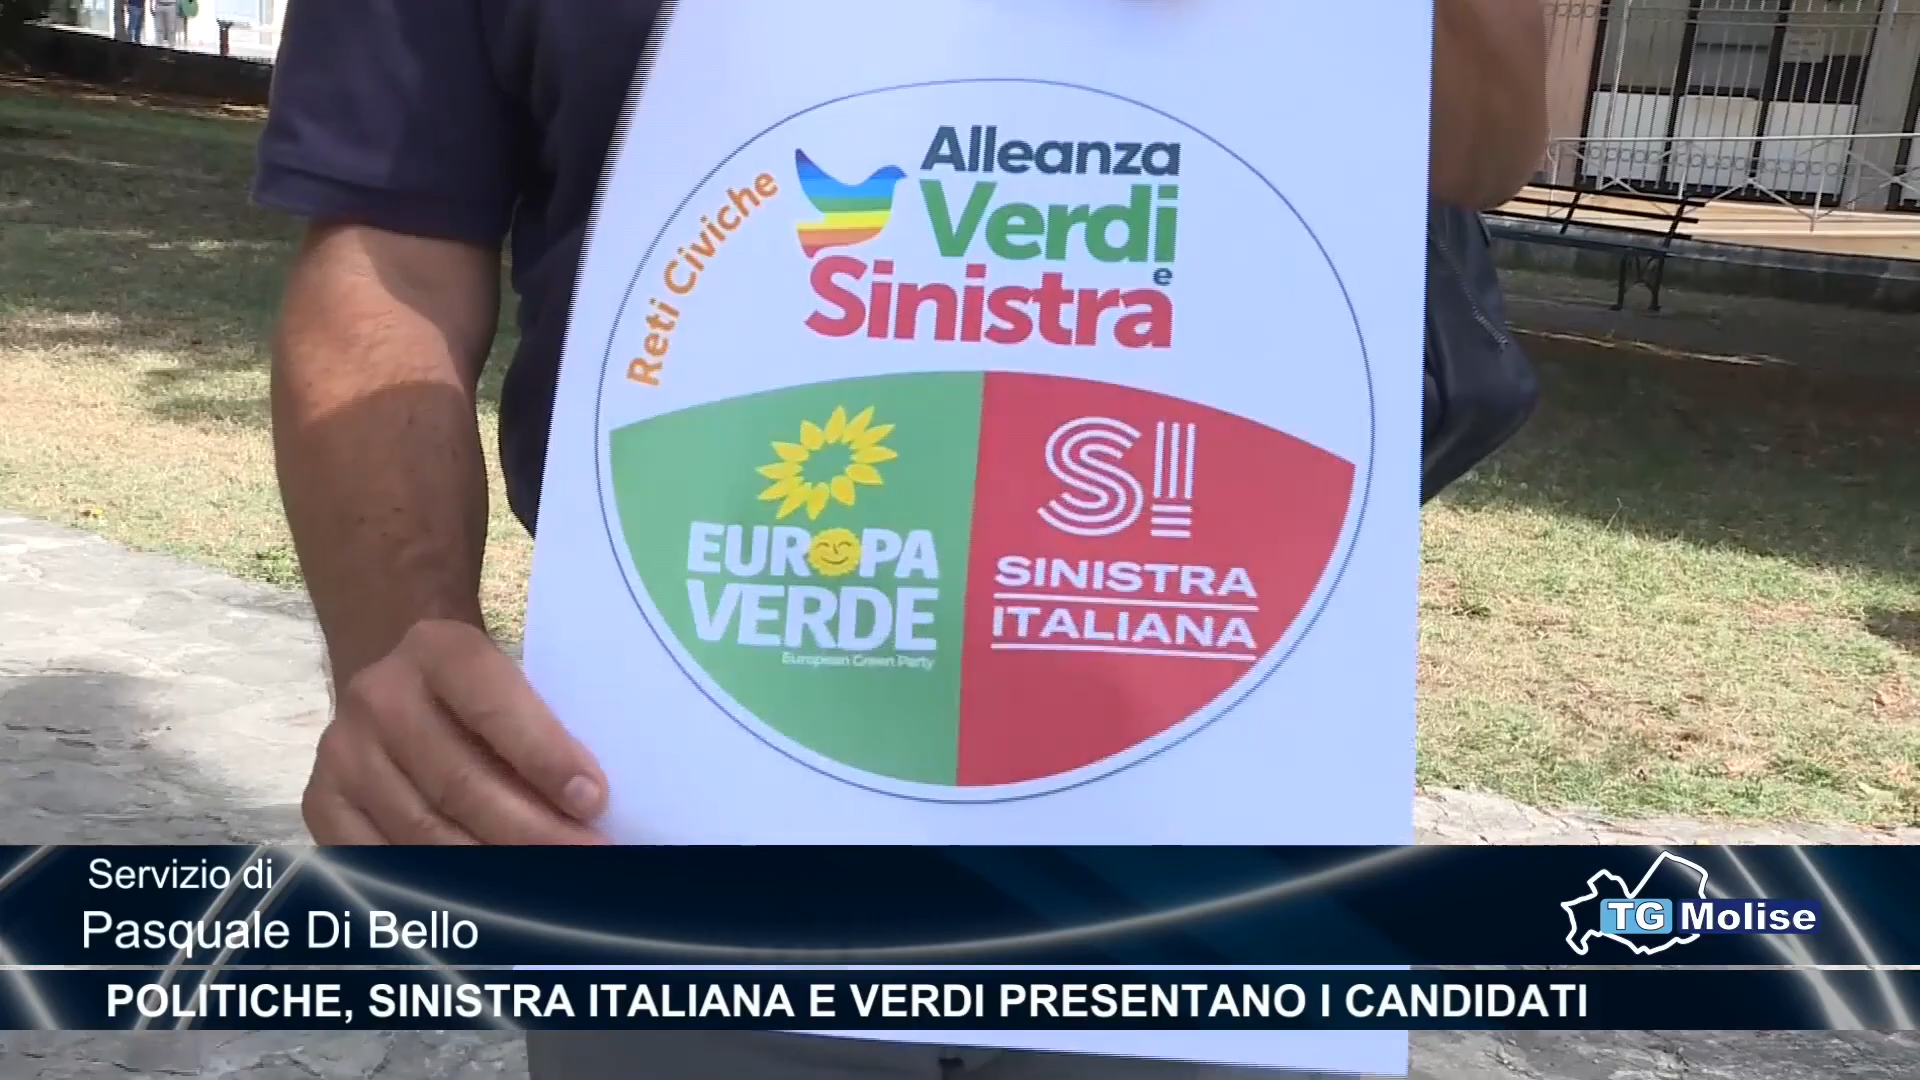 Reti Civiche
Alleanza
Verdi
e
Sinistra
EUROPA
VERDE
European Green Party
SI
SINISTRA
ITALIANA
Servizio di
Pasquale Di Bello
TG Molise
POLITICHE, SINISTRA ITALIANA E VERDI PRESENTANO I CANDIDATI